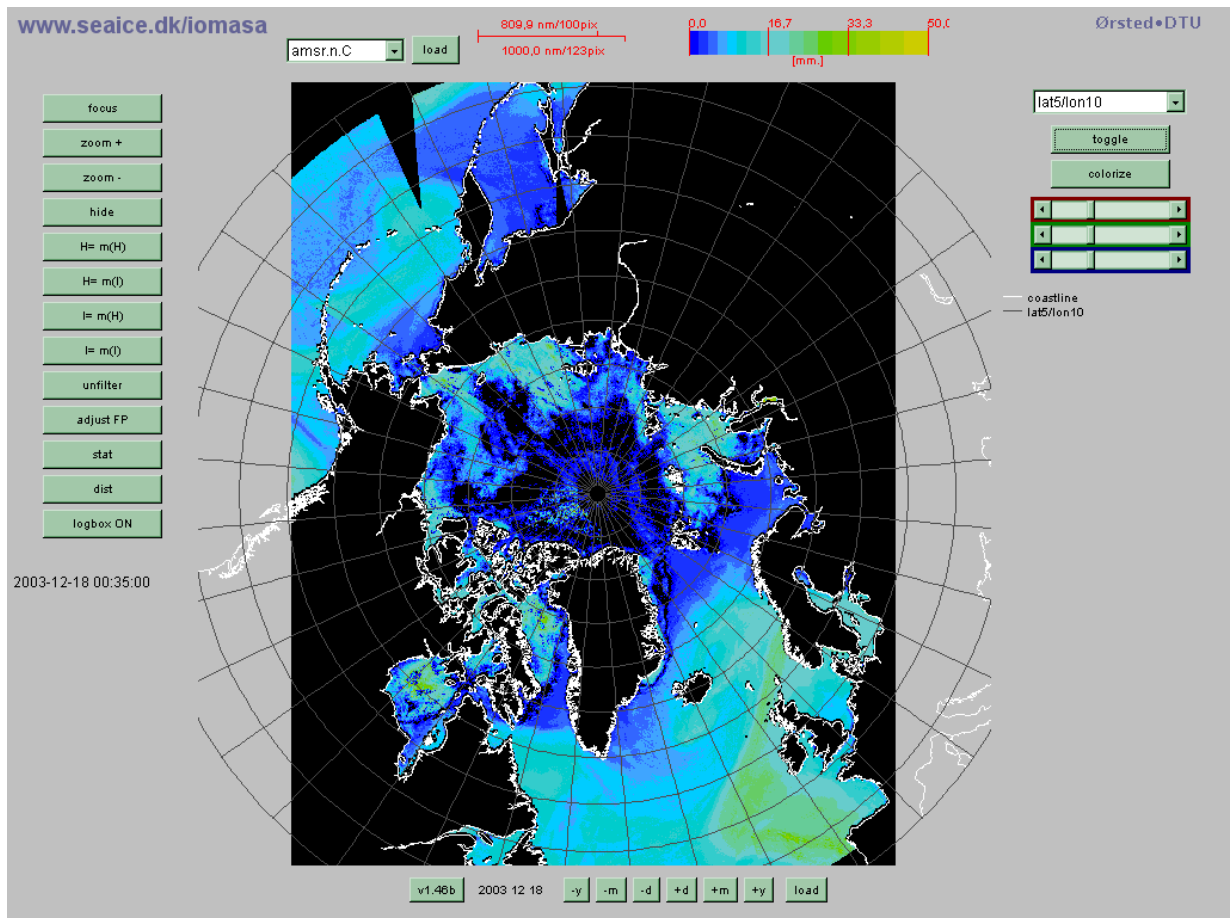 www.seaice.dk/iomasa
amsr.n.C
load
809,9 nm/100pix
1000,0 nm/123pix
0,0 16,7 33,3 50,0
[mm.]
Ørsted•DTU
focus
zoom +
zoom -
hide
H= m(H)
H= m(I)
I= m(H)
I= m(I)
unfilter
adjust FP
stat
dist
logbox ON
2003-12-18 00:35:00
lat5/lon10
toggle
colorize
coastline
lat5/lon10
v1.46b 2003 12 18 -y -m -d +d +m +y load